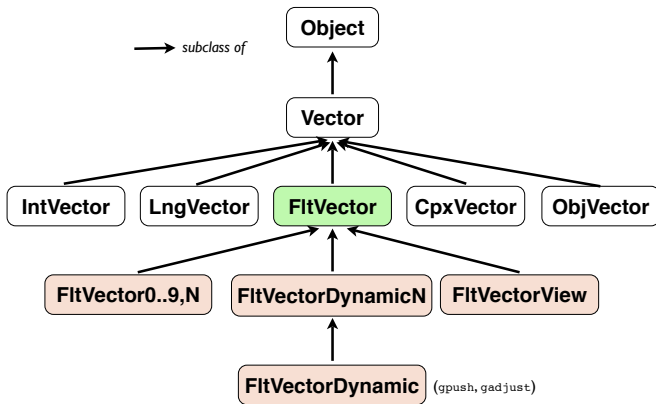 Object
subclass of
Vector
IntVector LngVector FltVector CpxVector ObjVector
FltVector0..9,N FltVectorDynamicN FltVectorView
FltVectorDynamic (gpush, gadjust)